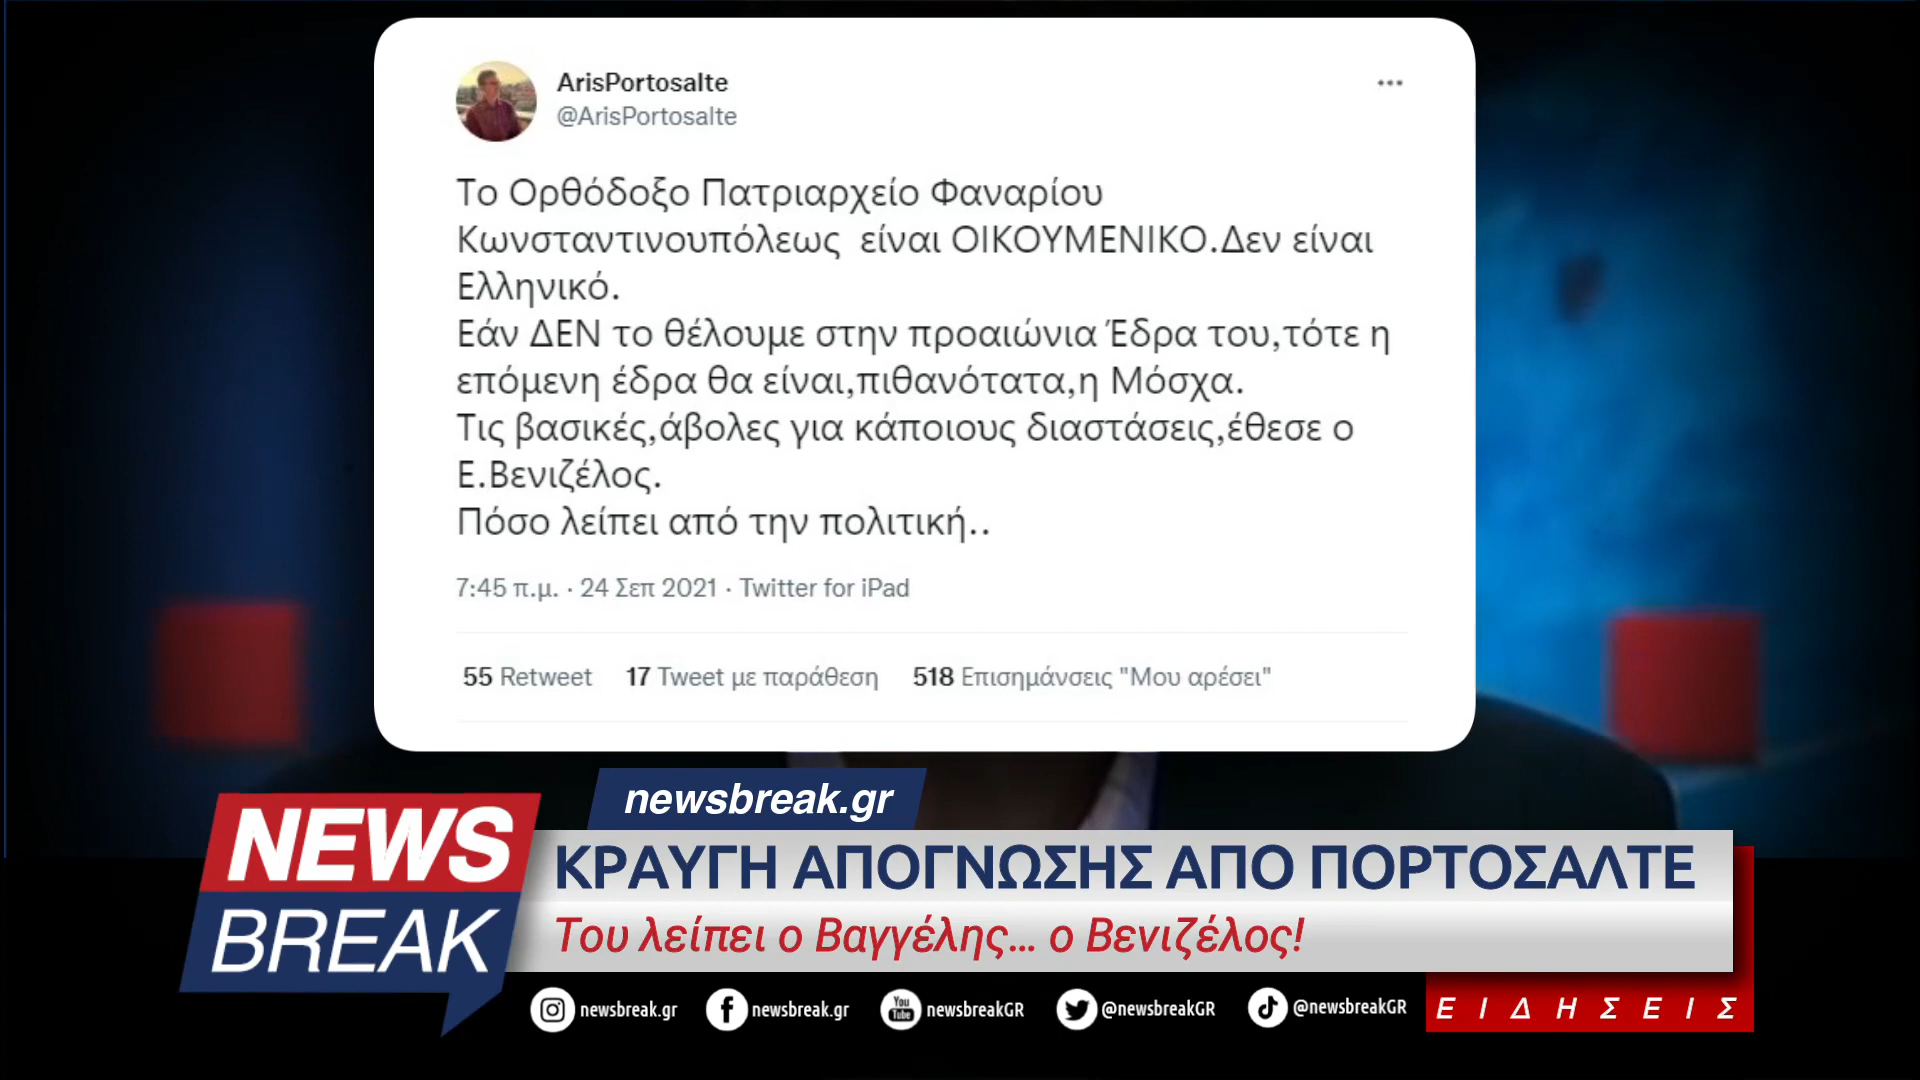 ArisPortosalte
@ArisPortosalte
Το Ορθόδοξο Πατριαρχείο Φαναρίου
Κωνσταντινουπόλεως είναι ΟΙΚΟΥΜΕΝΙΚΟ.Δεν είναι
Ελληνικό.
Εάν ΔΕΝ το θέλουμε στην προαιώνια Έδρα του,τότε η
επόμενη έδρα θα είναι,πιθανότατα,η Μόσχα.
Τις βασικές,άβολες για κάποιους διαστάσεις,έθεσε ο
Ε.Βενιζέλος.
Πόσο λείπει από την πολιτική..
7:45 π.μ. · 24 Σεπ 2021 · Twitter for iPad
55 Retweet 17 Tweet με παράθεση 518 Επισημάνσεις "Μου αρέσει"
newsbreak.gr
NEWS
BREAK
ΚΡΑΥΓΗ ΑΠΟΓΝΩΣΗΣ ΑΠΟ ΠΟΡΤΟΣΑΛΤΕ
Του λείπει ο Βαγγέλης... ο Βενιζέλος!
newsbreak.gr newsbreak.gr You Tube newsbreakGR @newsbreakGR @newsbreakGR
ΕΙΔΗΣΕΙΣ